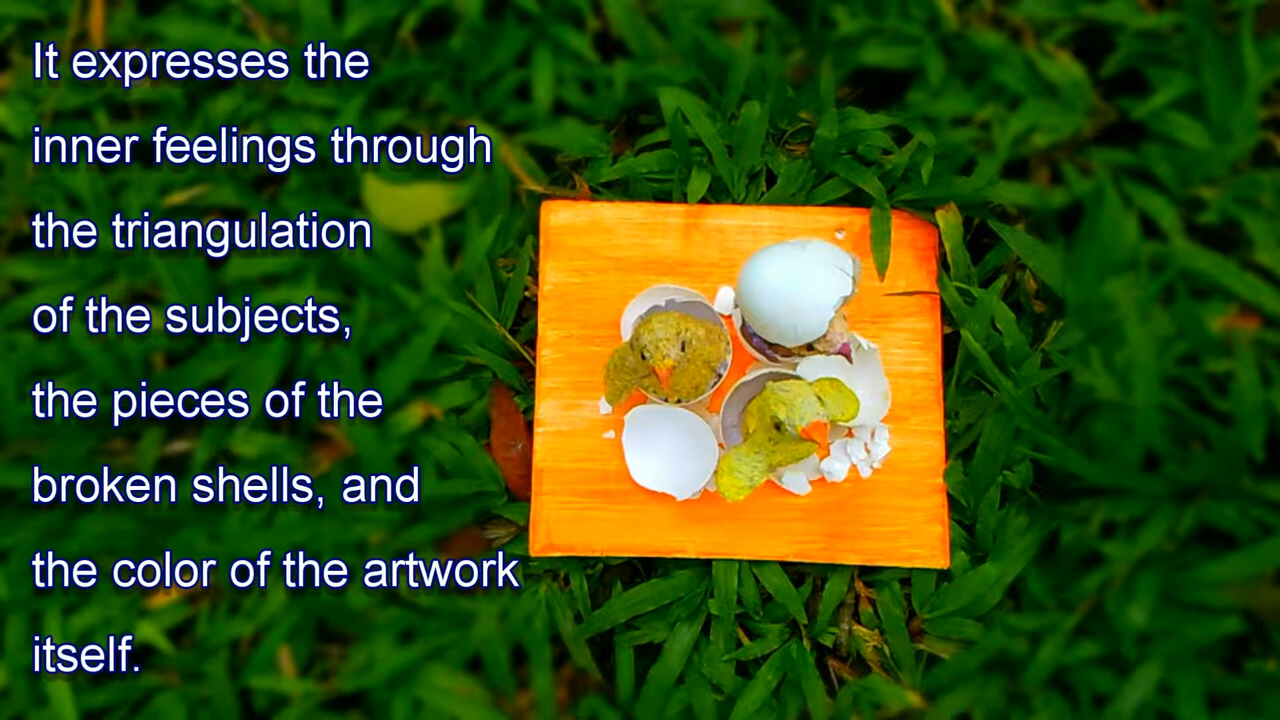 It expresses the
inner feelings through
the triangulation
of the subjects,
the pieces of the
broken shells, and
the color of the artwork
itself.